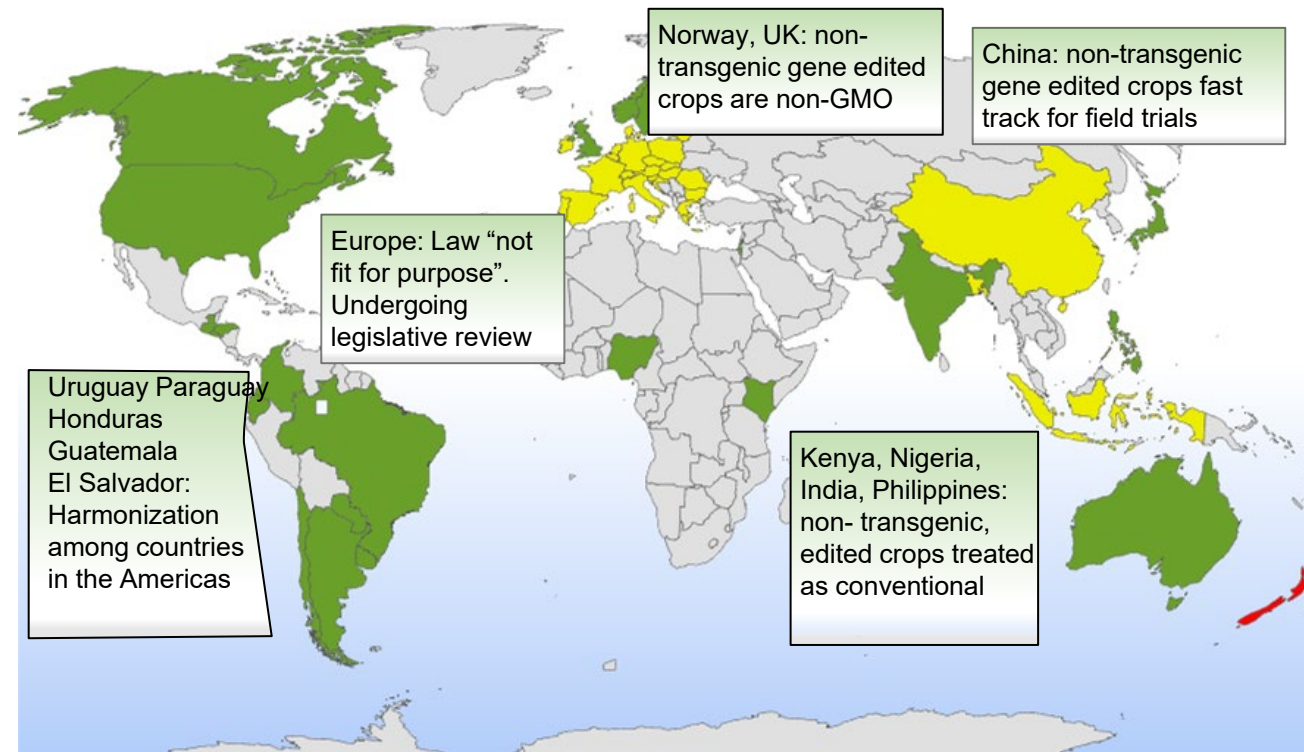 Norway, UK: non-
transgenic gene edited
crops are non-GMO
China: non-transgenic
gene edited crops fast
track for field trials
Europe: Law “not
fit for purpose”.
Undergoing
legislative review
Uruguay Paraguay
Honduras
Guatemala
El Salvador:
Harmonization
among countries
in the Americas
Kenya, Nigeria,
India, Philippines:
non- transgenic,
edited crops treated
as conventional